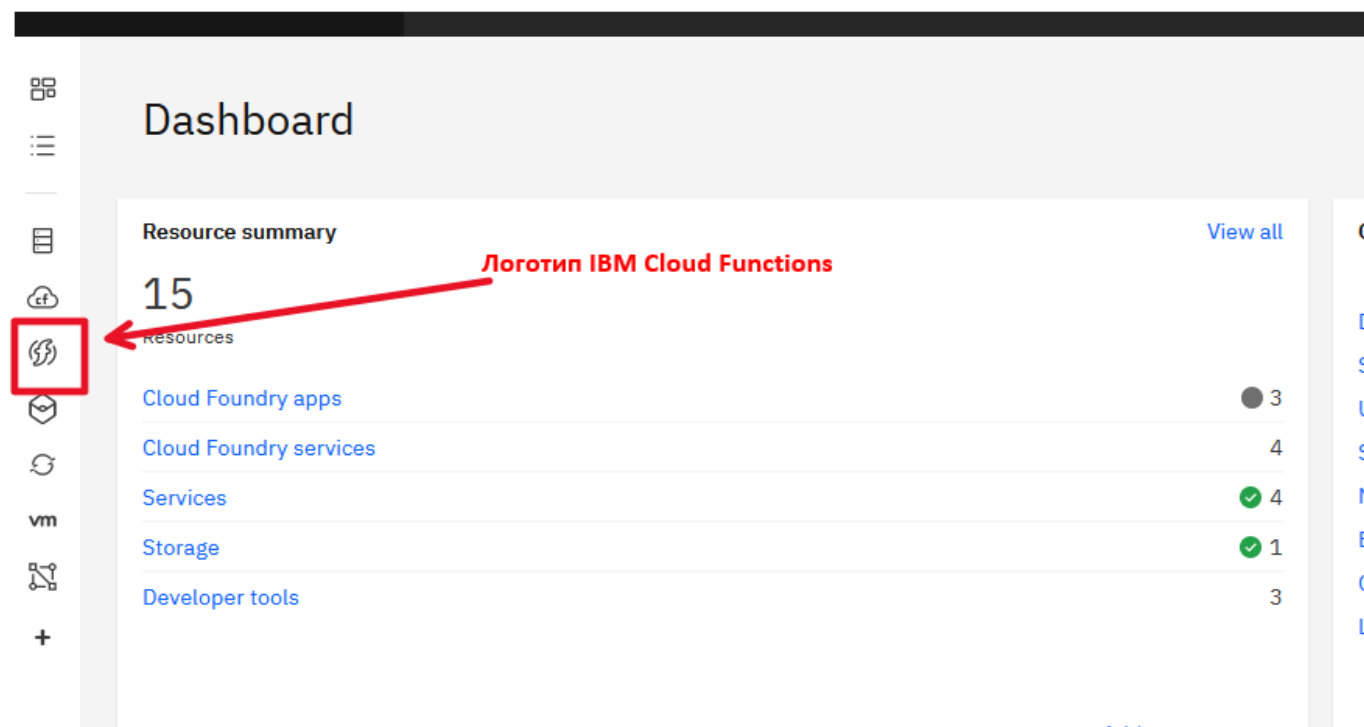 Dashboard
Resource summary
View all
Логотип IBM Cloud Functions
15
Resources
cf
Cloud Foundry apps
3
Cloud Foundry services
4
Services
4
vm
Storage
1
Developer tools
3
+